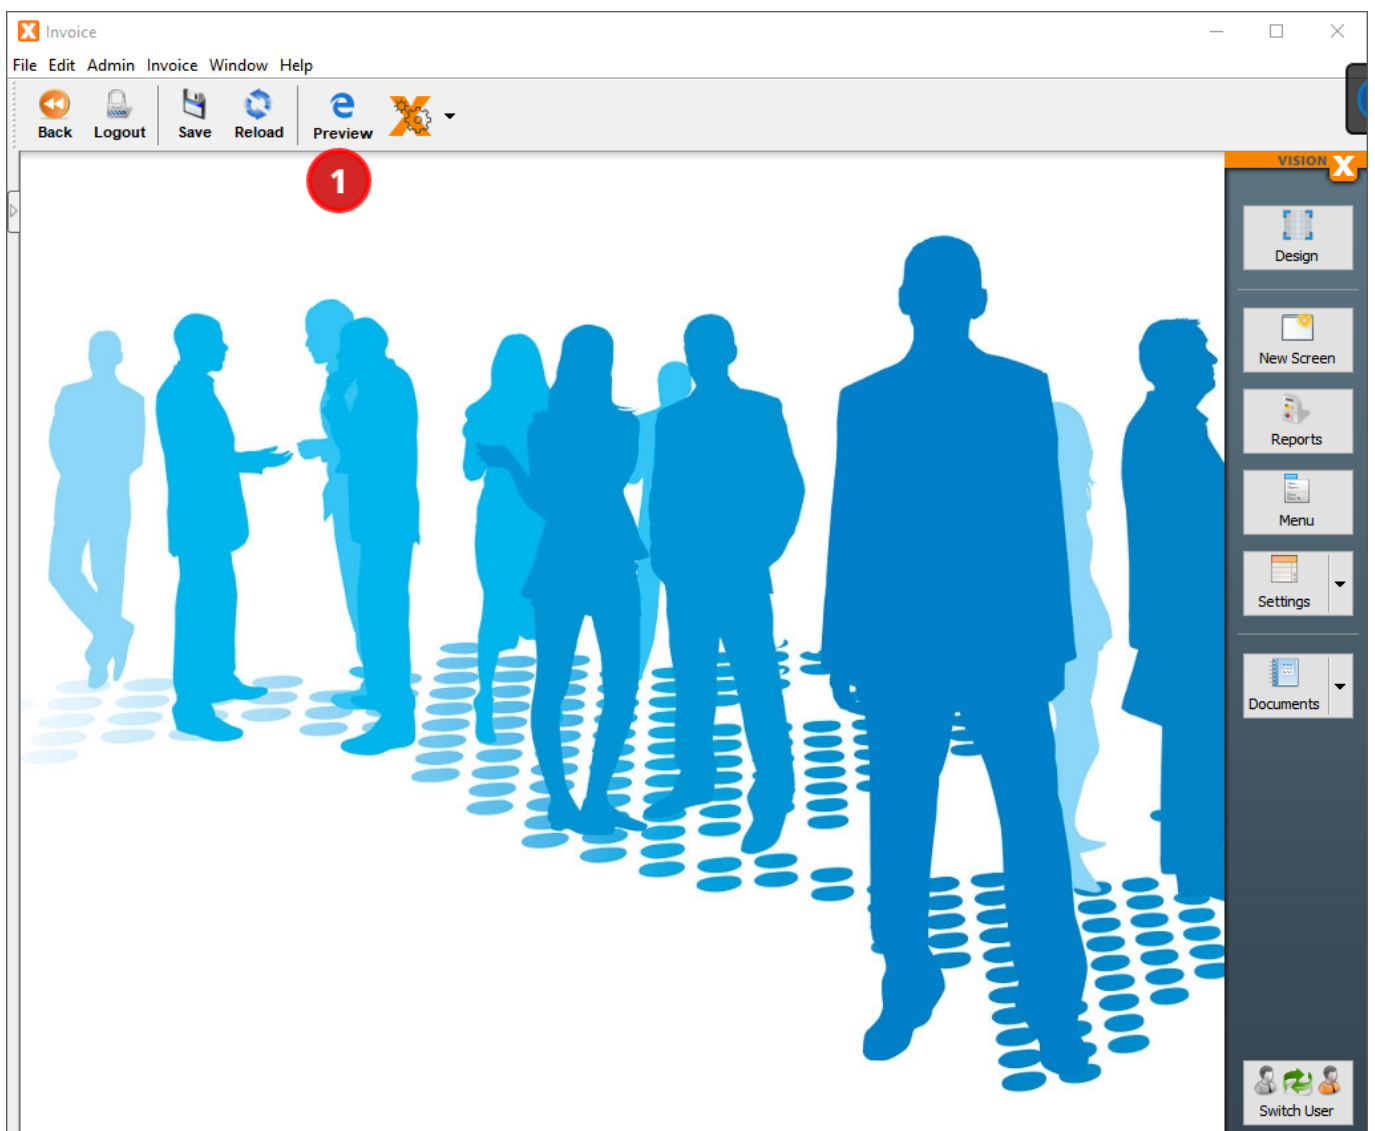 Invoice
File Edit Admin Invoice Window Help
Back Logout Save Reload Preview
1
VISION X
Design
New Screen
Reports
Menu
Settings
Documents
Switch User